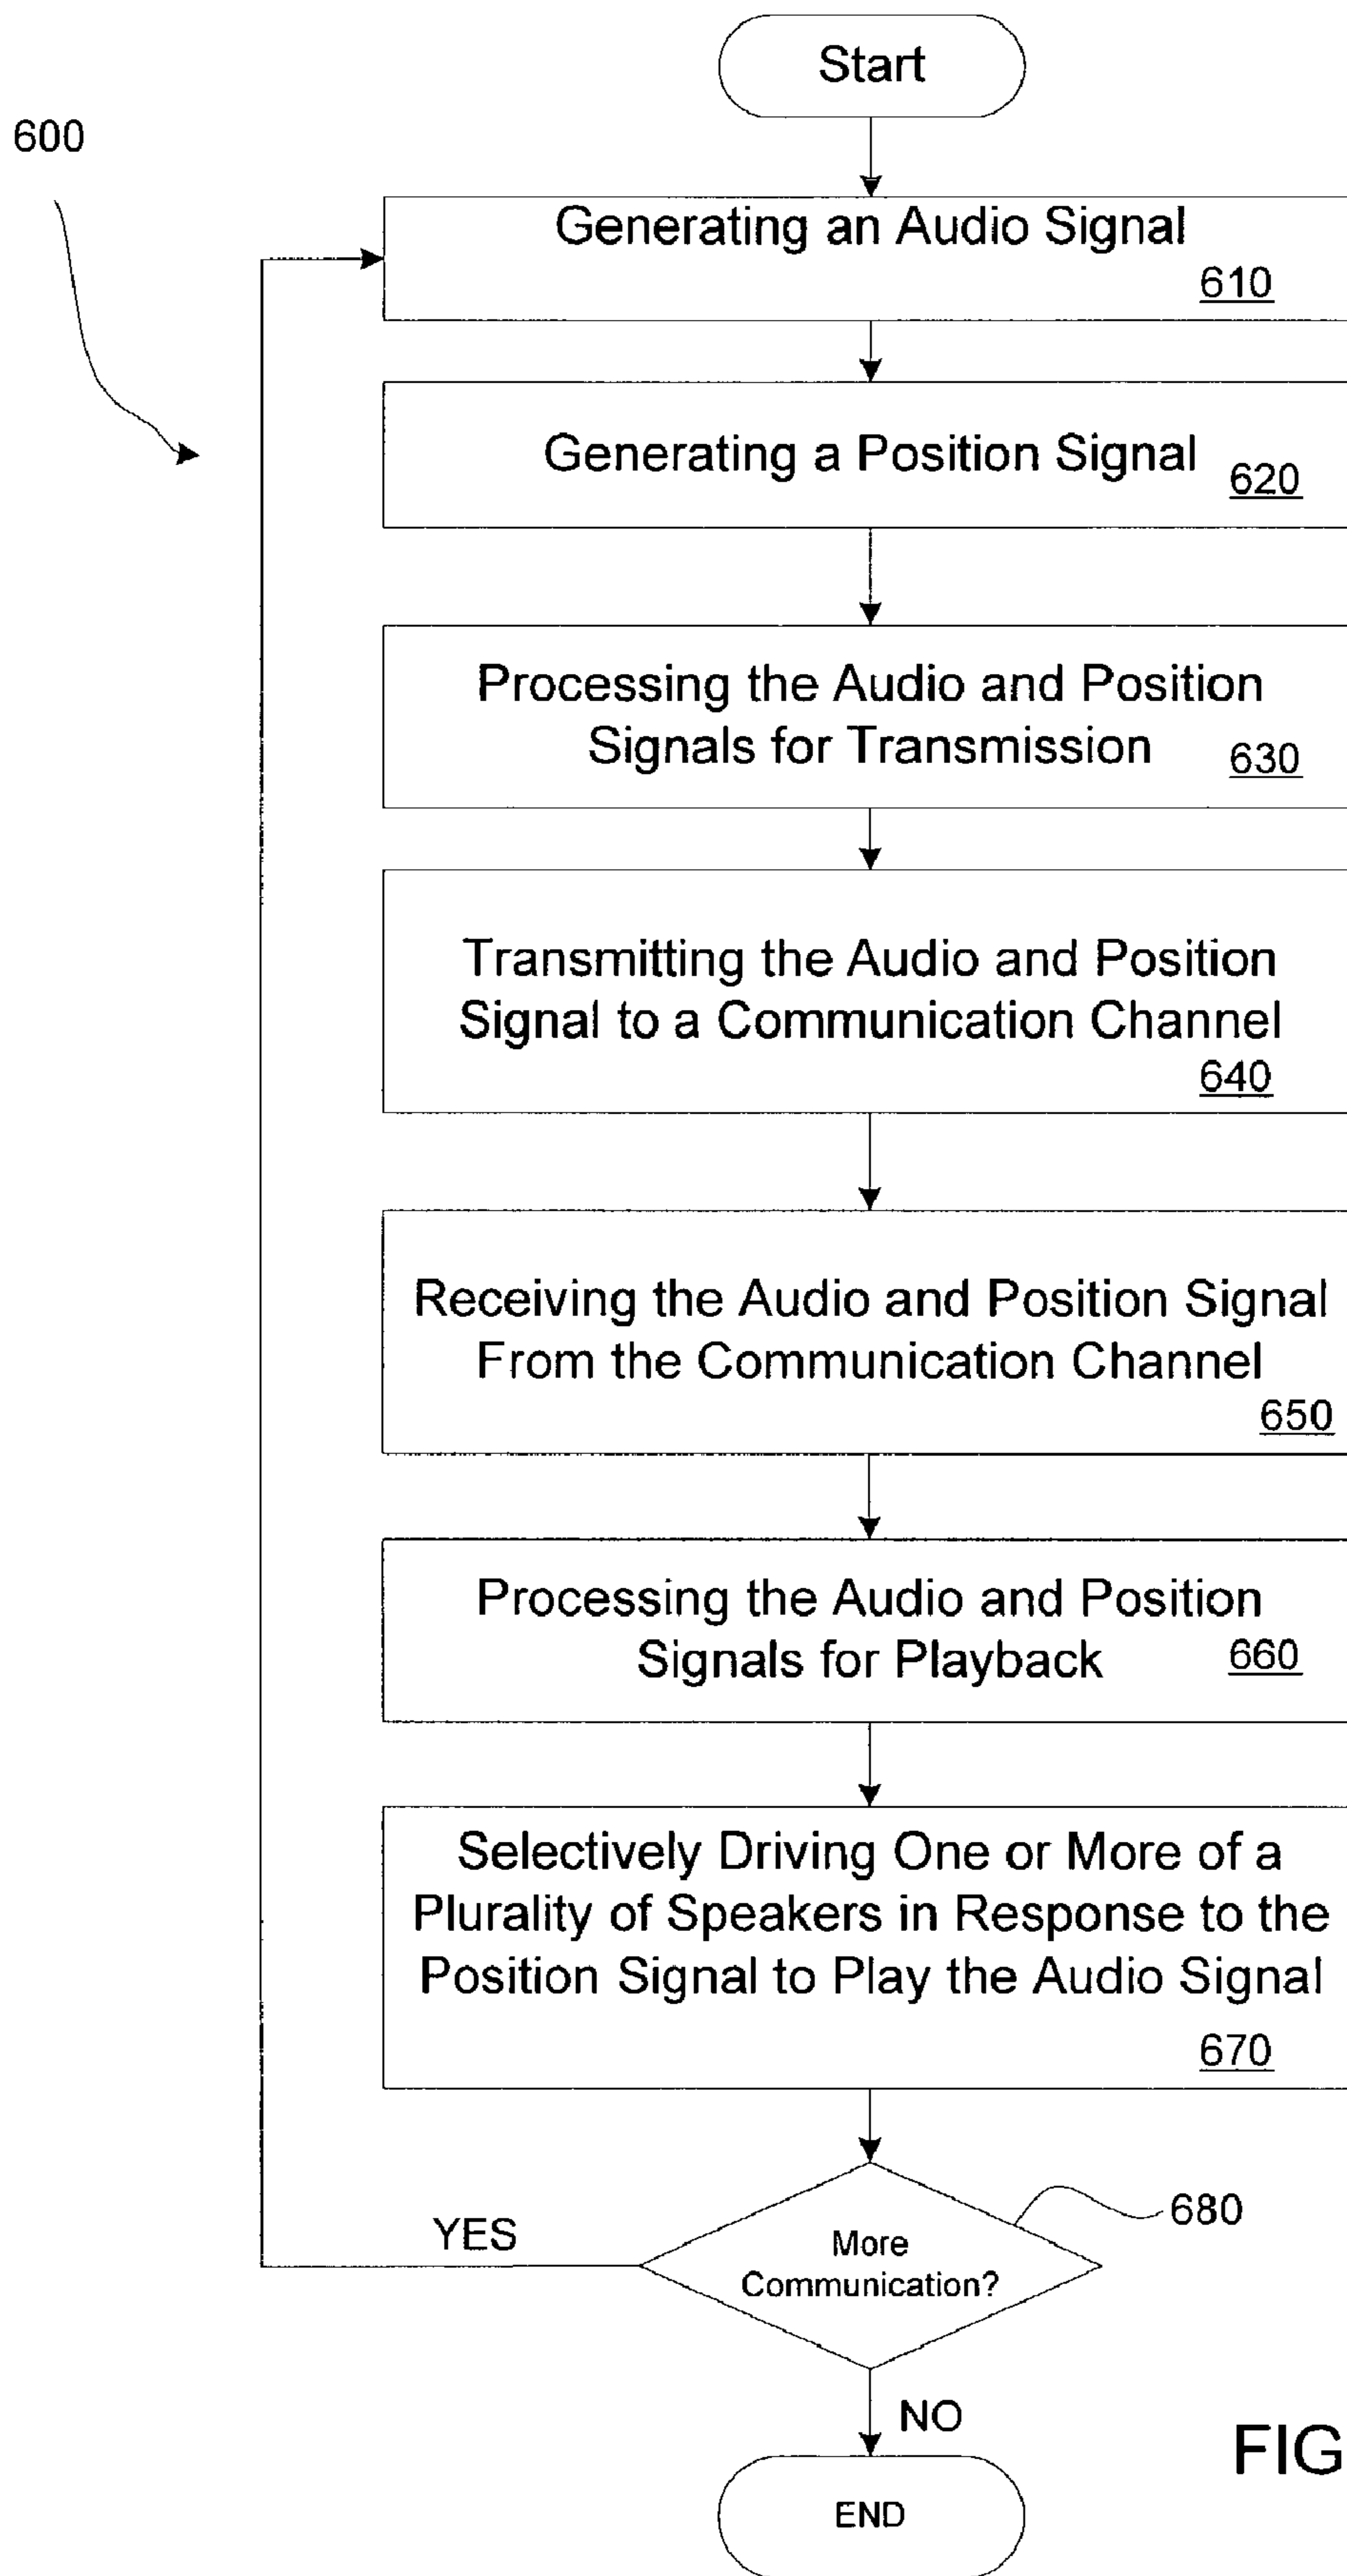 Start
600
Generating an Audio Signal
610
Generating a Position Signal
620
Processing the Audio and Position
Signals for Transmission
630
Transmitting the Audio and Position
Signal to a Communication Channel
640
Receiving the Audio and Position Signal
From the Communication Channel
650
Processing the Audio and Position
Signals for Playback
660
Selectively Driving One or More of a
Plurality of Speakers in Response to the
Position Signal to Play the Audio Signal
670
680
YES
More
Communication?
NO
FIG
END